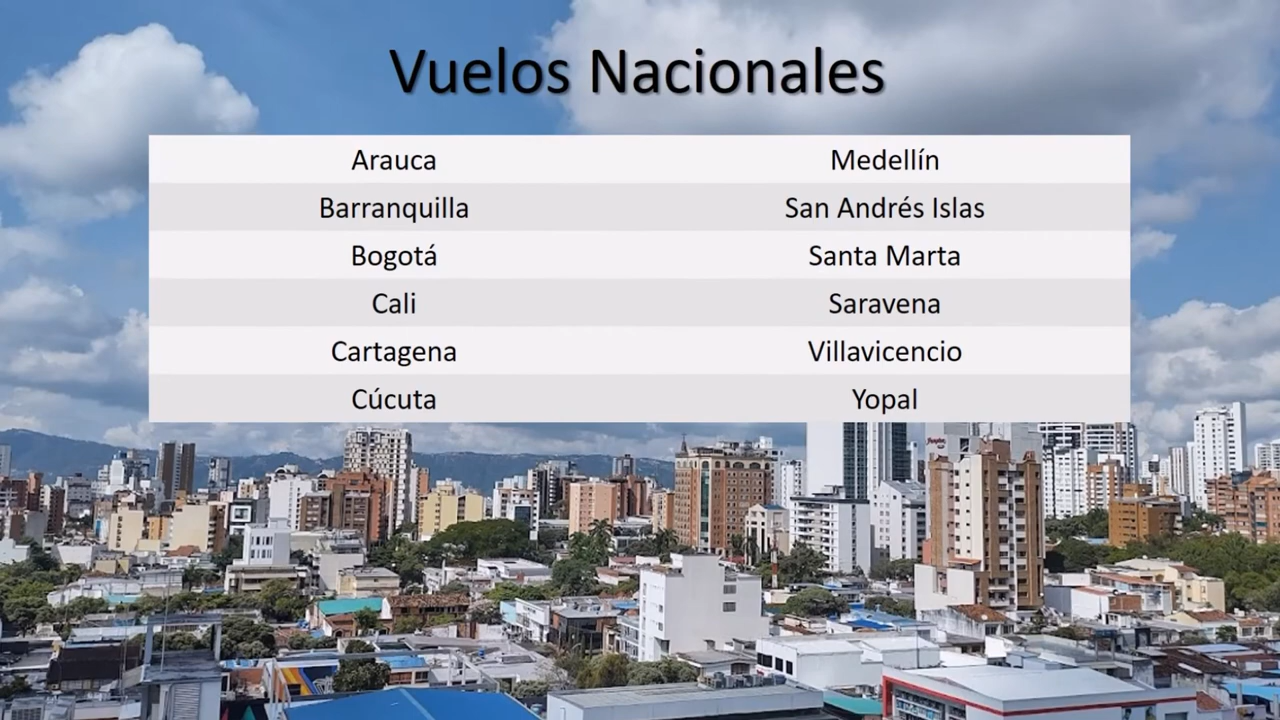 Vuelos Nacionales
Arauca Medellín
Barranquilla San Andrés Islas
Bogotá Santa Marta
Cali Saravena
Cartagena Villavicencio
Cúcuta Yopal